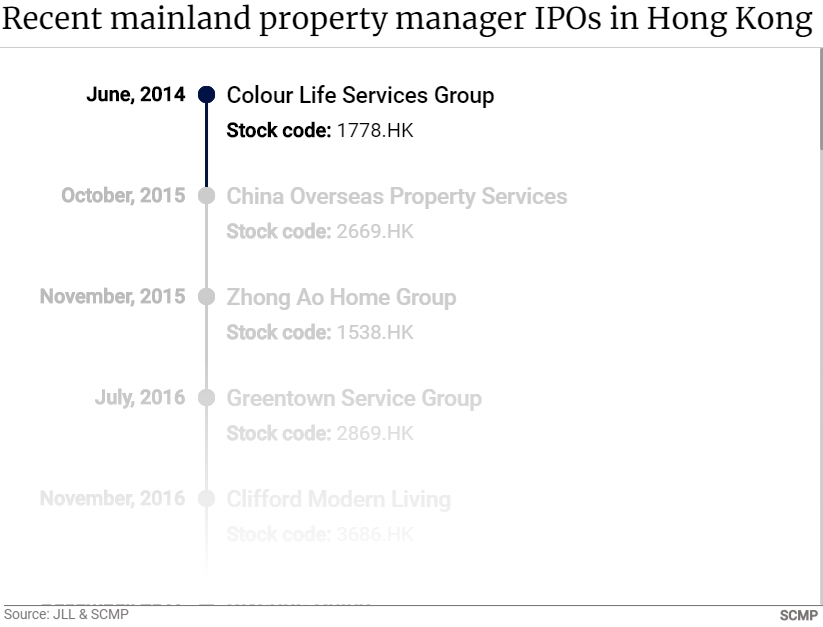 Recent mainland property manager IPOs in Hong Kong
June, 2014
Colour Life Services Group
Stock code: 1778.HK
October, 2015
China Overseas Property Services
Stock code: 2669.HK
November, 2015
Zhong Ao Home Group
Stock code: 1538.HK
July, 2016
Greentown Service Group
Stock code: 2869.HK
November, 2016
Clifford Modern Living
Stock code: 3686.HK
Source: JLL & SCMP
SCMP